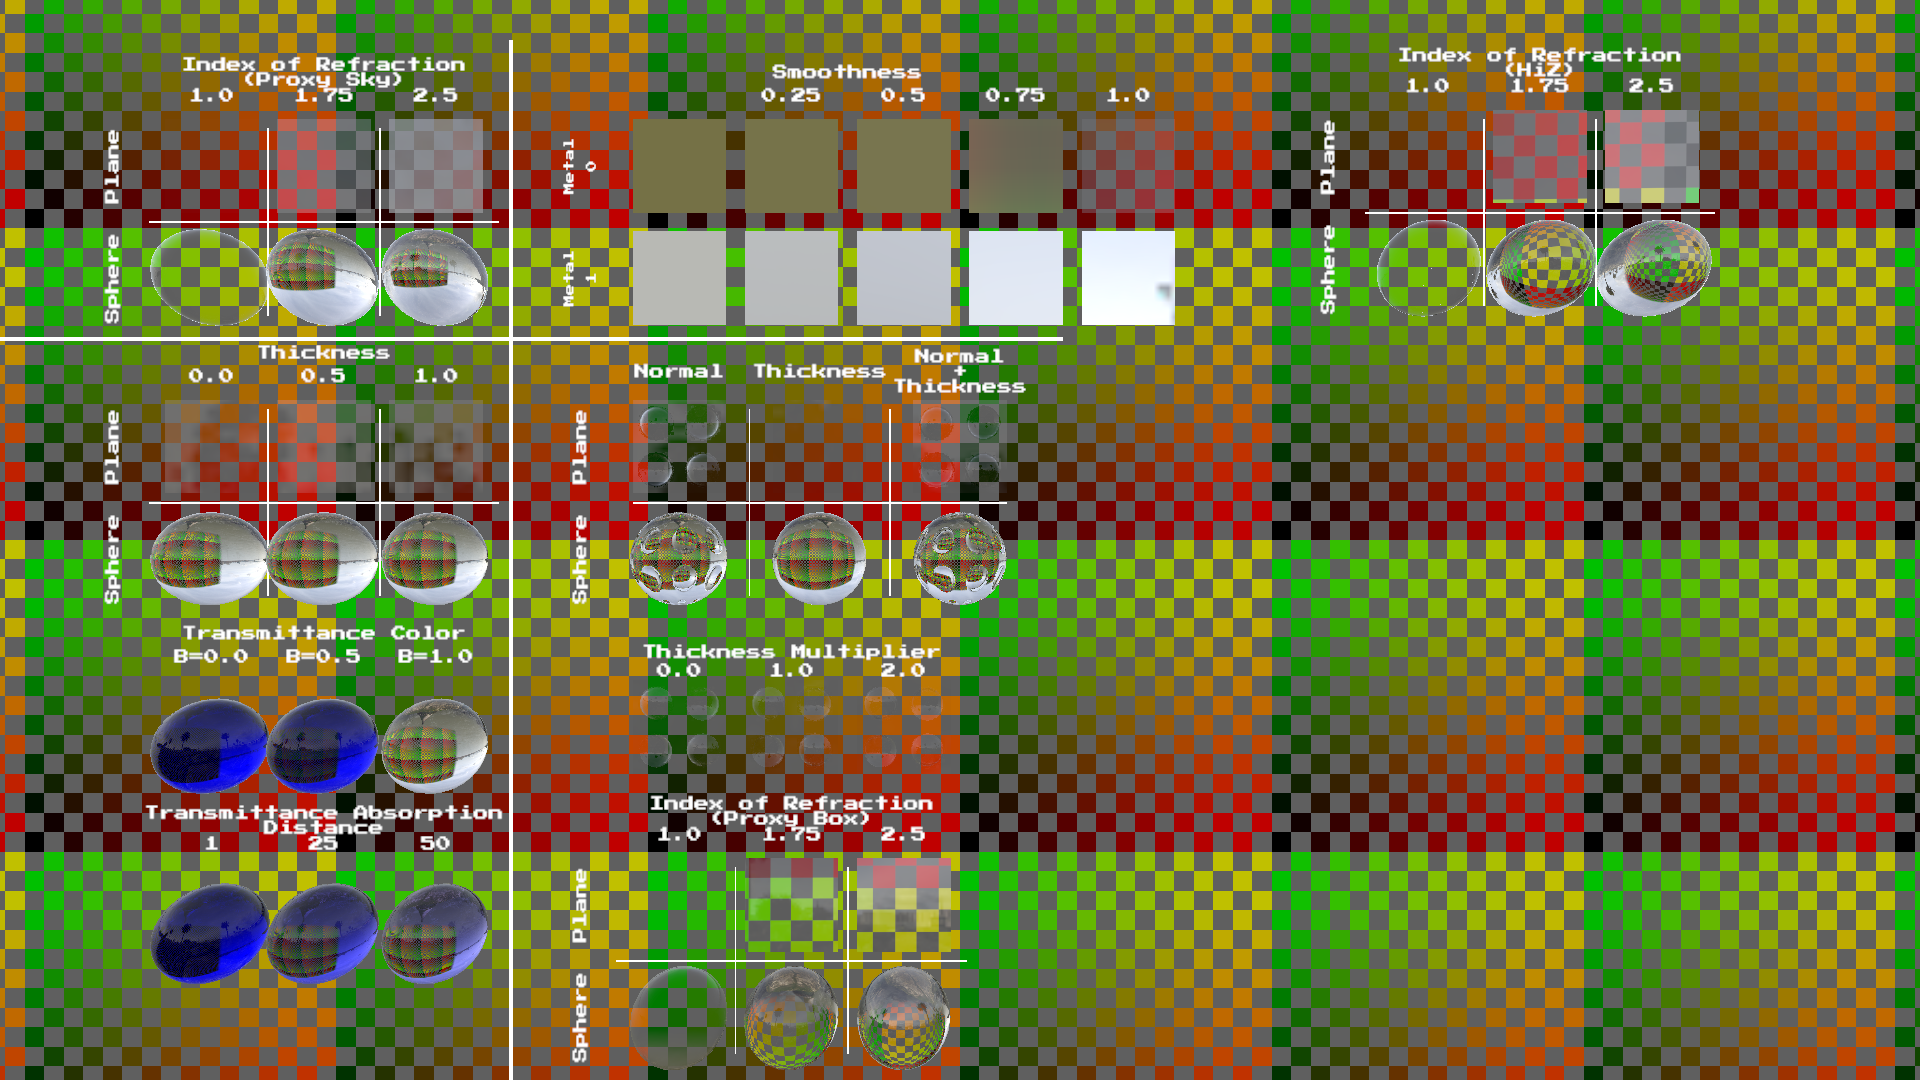 Index of Refraction
(Proxy Sky)
1.0 1.75 2.5
Plane
Sphere
Smoothness
0.25 0.5 0.75 1.0
Metal
0
Metal
1
Index of Refraction
(HiZ)
1.0 1.75 2.5
Plane
Sphere
Thickness
0.0 0.5 1.0
Plane
Sphere
Normal Thickness Normal
+
Thickness
Plane
Sphere
Transmittance Color
B=0.0 B=0.5 B=1.0
Thickness Multiplier
0.0 1.0 2.0
Transmittance Absorption
Distance
1 25 50
Index of Refraction
(Proxy Box)
1.0 1.75 2.5
Plane
Sphere